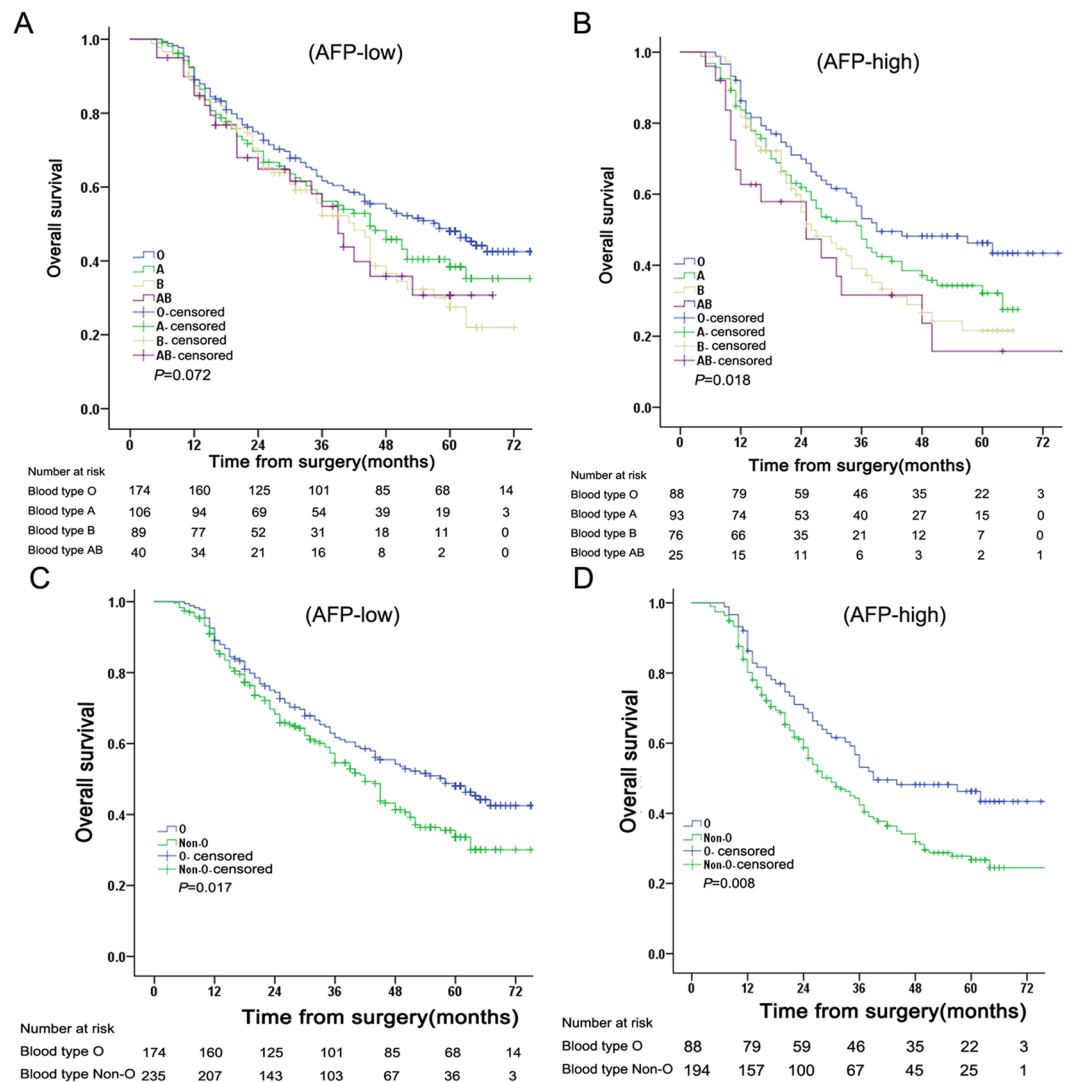 A
(AFP-low)
Overall survival
1.0
0.8
0.6
0.4
0.2
0.0
O
A
B
AB
O-censored
A- censored
B- censored
AB- censored
P=0.072
0 12 24 36 48 60 72
Time from surgery(months)
Number at risk
Blood type O 174 160 125 101 85 68 14
Blood type A 106 94 69 54 39 19 3
Blood type B 89 77 52 31 18 11 0
Blood type AB 40 34 21 16 8 2 0
B
(AFP-high)
Overall survival
1.0
0.8
0.6
0.4
0.2
0.0
O
A
B
AB
O-censored
A- censored
B- censored
AB- censored
P=0.018
0 12 24 36 48 60 72
Time from surgery(months)
Number at risk
Blood type O 88 79 59 46 35 22 3
Blood type A 93 74 53 40 27 15 0
Blood type B 76 66 35 21 12 7 0
Blood type AB 25 15 11 6 3 2 1
C
(AFP-low)
Overall survival
1.0
0.8
0.6
0.4
0.2
0.0
O
Non-O
O- censored
Non-O-censored
P=0.017
0 12 24 36 48 60 72
Time from surgery(months)
Number at risk
Blood type O 174 160 125 101 85 68 14
Blood type Non-O 235 207 143 103 67 36 3
D
(AFP-high)
Overall survival
1.0
0.8
0.6
0.4
0.2
0.0
O
Non-O
O- censored
Non-O-censored
P=0.008
0 12 24 36 48 60 72
Time from surgery(months)
Number at risk
Blood type O 88 79 59 46 35 22 3
Blood type Non-O 194 157 100 67 45 25 1